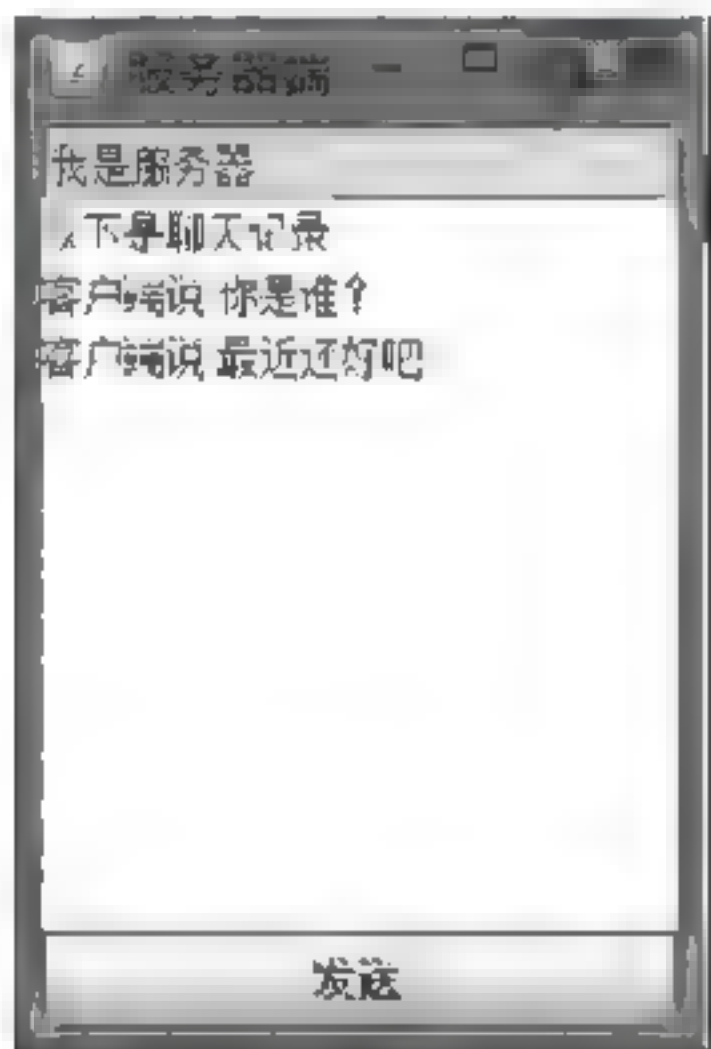 服务器端
我是服务器
以下是聊天记录
客户端说 你是谁？
客户端说 最近还好吧
发送